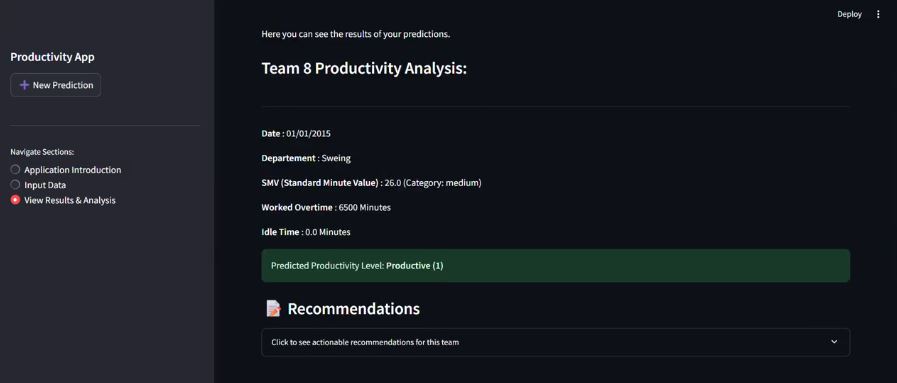 Deploy
Productivity App
New Prediction
Navigate Sections:
Application Introduction
Input Data
View Results & Analysis
Here you can see the results of your predictions.
Team 8 Productivity Analysis:
Date : 01/01/2015
Departement : Sweing
SMV (Standard Minute Value) : 26.0 (Category: medium)
Worked Overtime : 6500 Minutes
Idle Time : 0.0 Minutes
Predicted Productivity Level: Productive (1)
Recommendations
Click to see actionable recommendations for this team